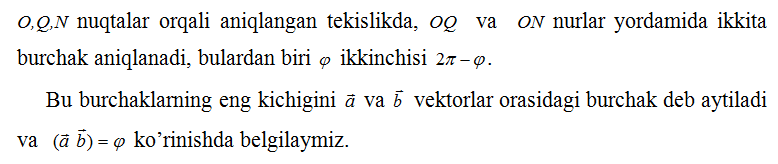 O,Q,N nuqtalar orqali aniqlangan tekislikda, OQ va ON nurlar yordamida ikkita
burchak aniqlanadi, bulardan biri φ ikkinchisi 2π − φ.
Bu burchaklarning eng kichigini a⃗ va b⃗ vektorlar orasidagi burchak deb aytiladi
va (a⃗ b⃗) = φ ko’rinishda belgilaymiz.